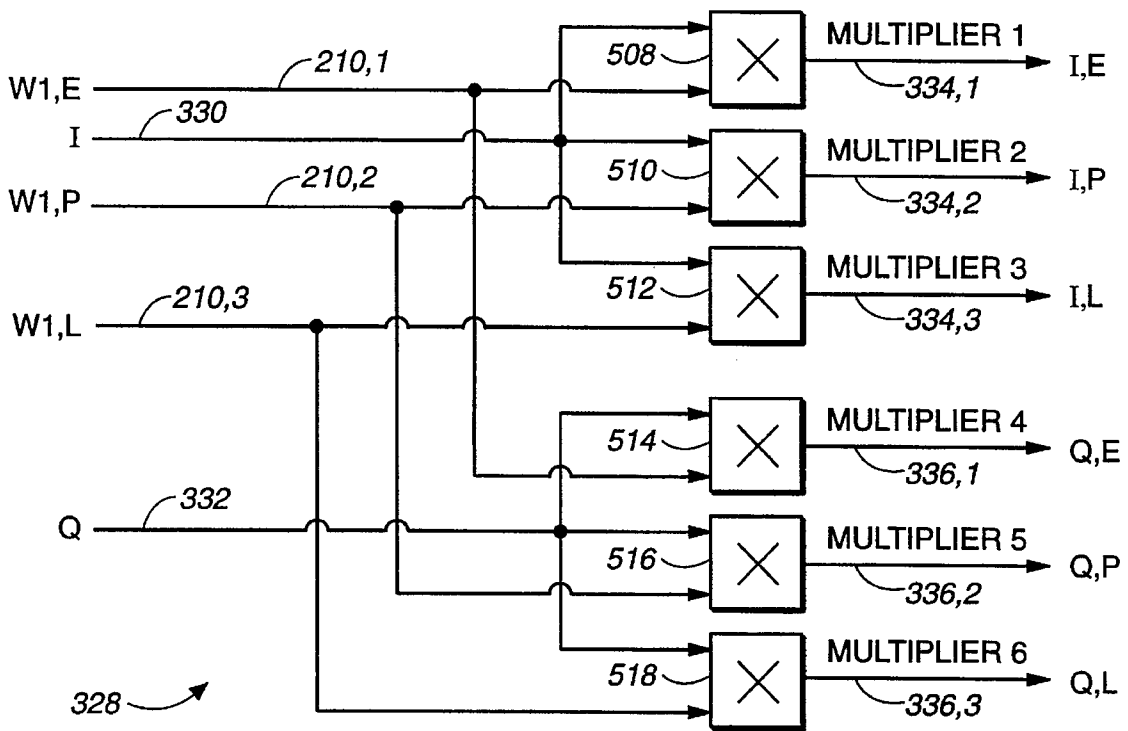 508
MULTIPLIER 1
334,1
I,E
W1,E
210,1
I
330
510
MULTIPLIER 2
334,2
I,P
W1,P
210,2
512
MULTIPLIER 3
334,3
I,L
W1,L
210,3
514
MULTIPLIER 4
336,1
Q,E
Q
332
516
MULTIPLIER 5
336,2
Q,P
518
MULTIPLIER 6
336,3
Q,L
328